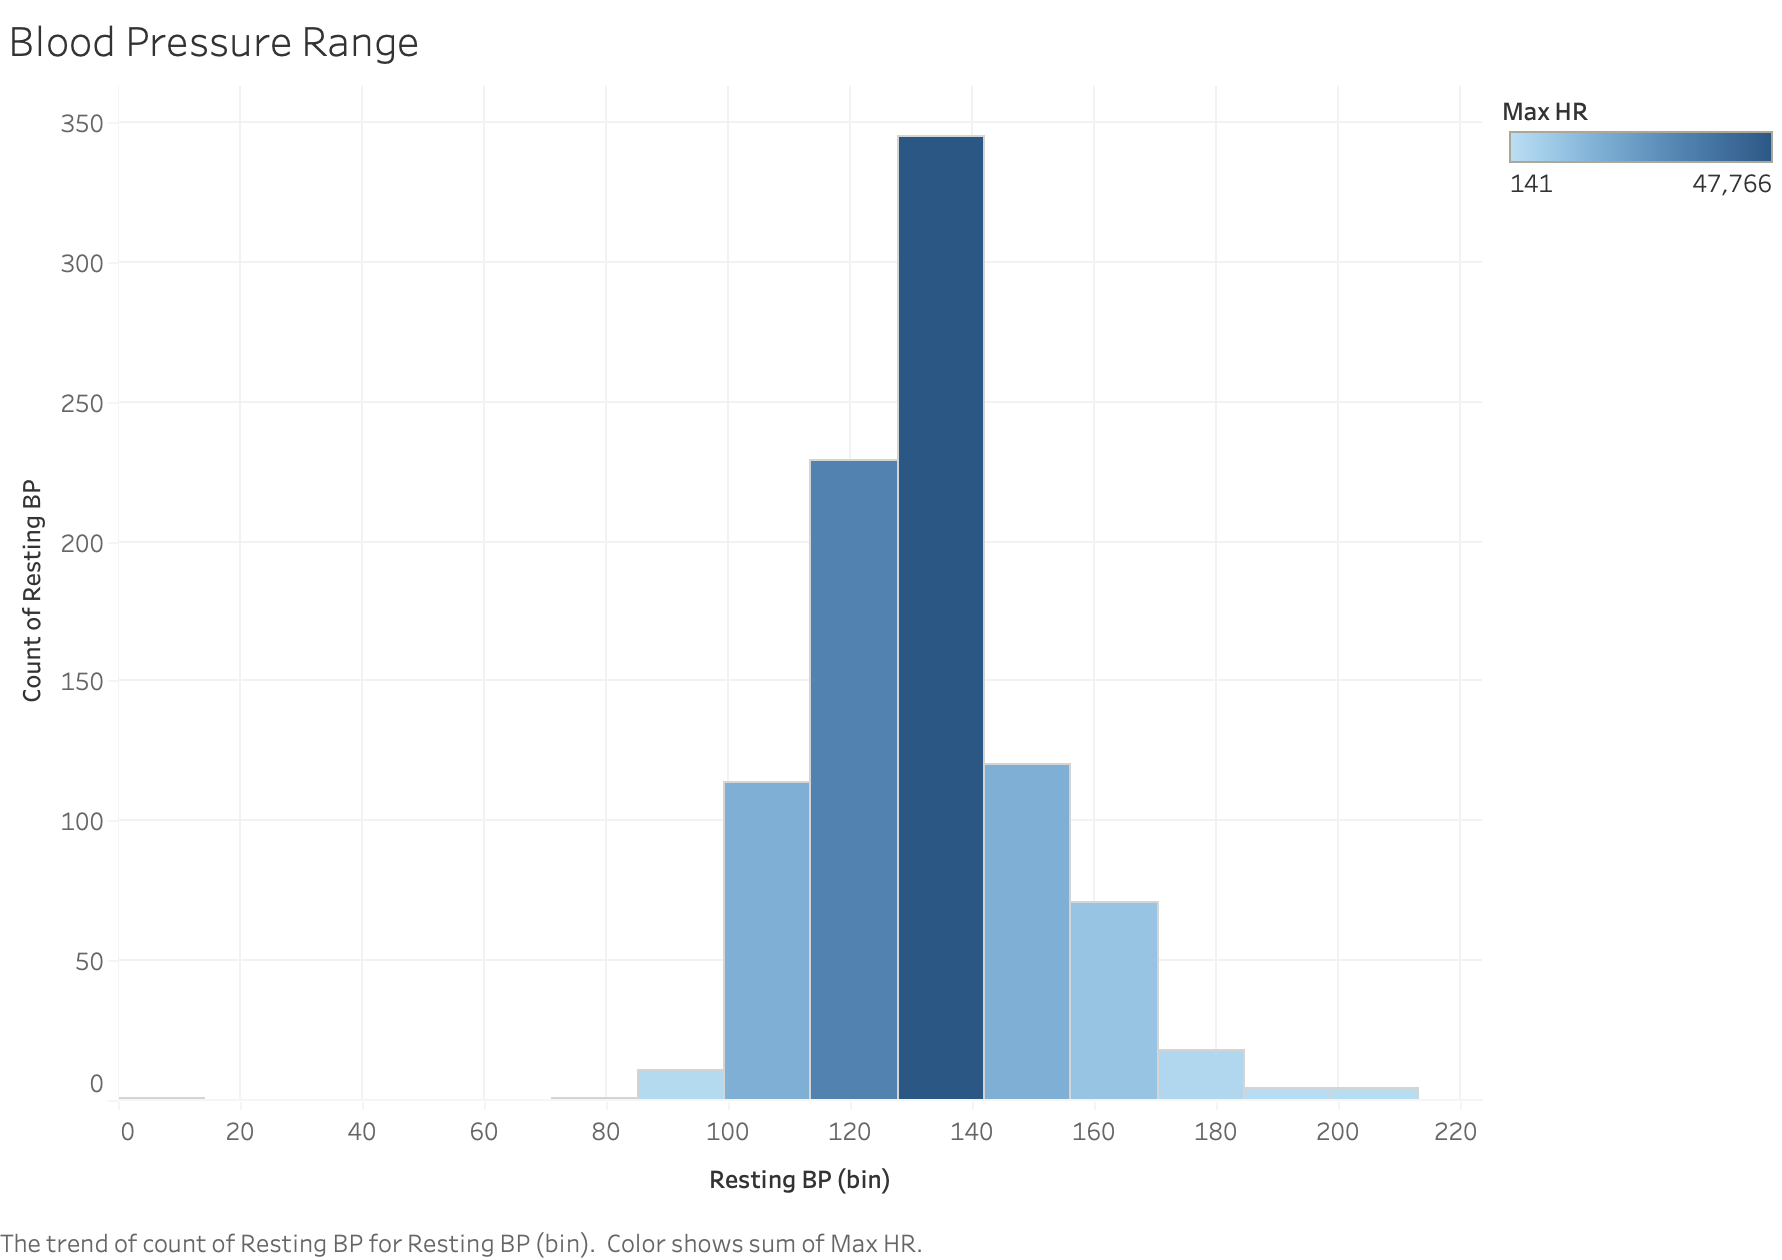 Blood Pressure Range
Max HR
141 47,766
350
300
250
200
150
100
50
0
Count of Resting BP
0 20 40 60 80 100 120 140 160 180 200 220
Resting BP (bin)
The trend of count of Resting BP for Resting BP (bin).  Color shows sum of Max HR.